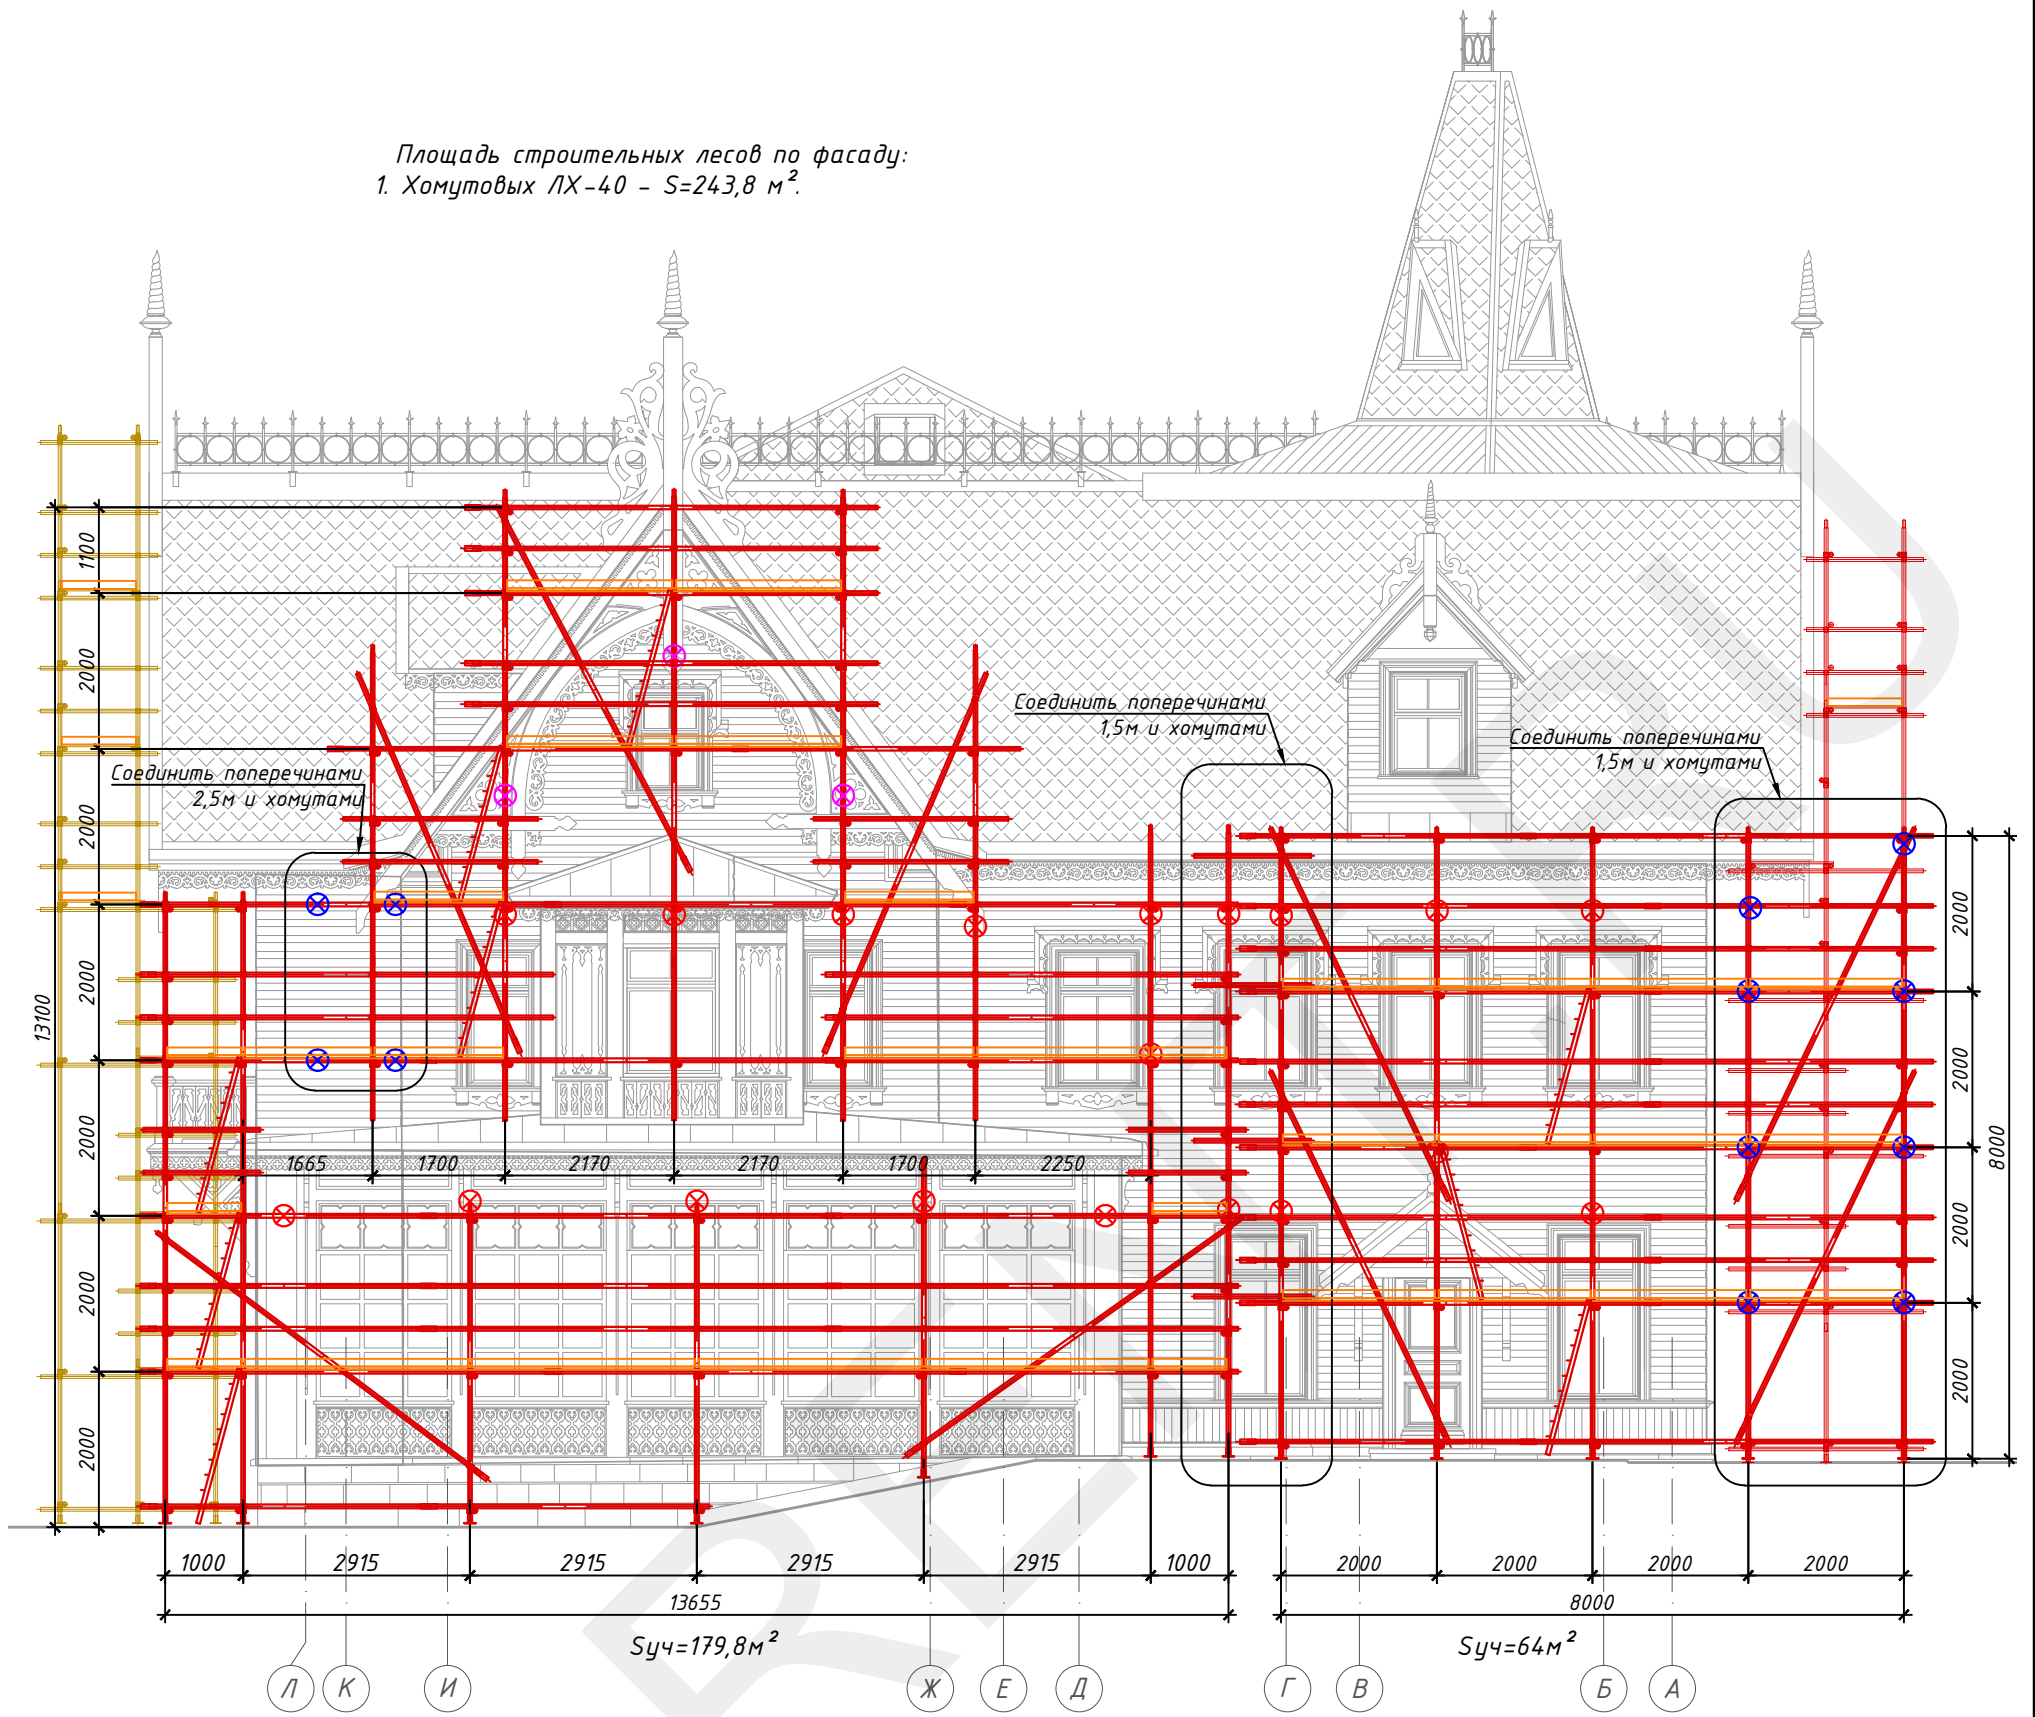 Площадь строительных лесов по фасаду:
1. Хомутовых ЛХ-40 - S=243,8 м².
Соединить поперечинами
2,5м и хомутами
Соединить поперечинами
1,5м и хомутами
Соединить поперечинами
1,5м и хомутами
1100
2000
2000
2000
2000
2000
2000
13100
2000
2000
2000
2000
8000
1665
1700
2170
2170
1700
2250
1000
2915
2915
2915
2915
1000
2000
2000
2000
2000
13655
8000
Sуч=179,8м²
Sуч=64м²
Л
К
И
Ж
Е
Д
Г
В
Б
А
REMTT.RU